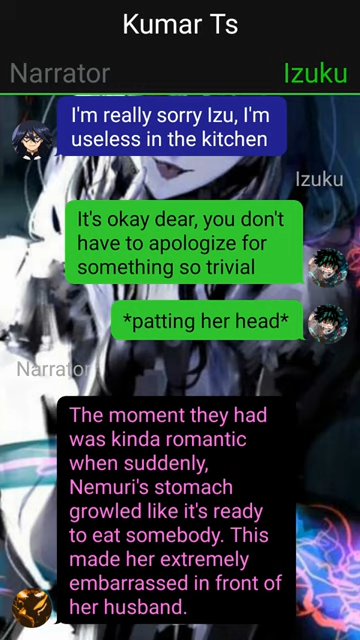 Kumar Ts
Narrator
Izuku
I'm really sorry Izu, I'm
useless in the kitchen
Izuku
It's okay dear, you don't
have to apologize for
something so trivial
*patting her head*
Narrator
The moment they had
was kinda romantic
when suddenly,
Nemuri's stomach
growled like it's ready
to eat somebody. This
made her extremely
embarrassed in front of
her husband.